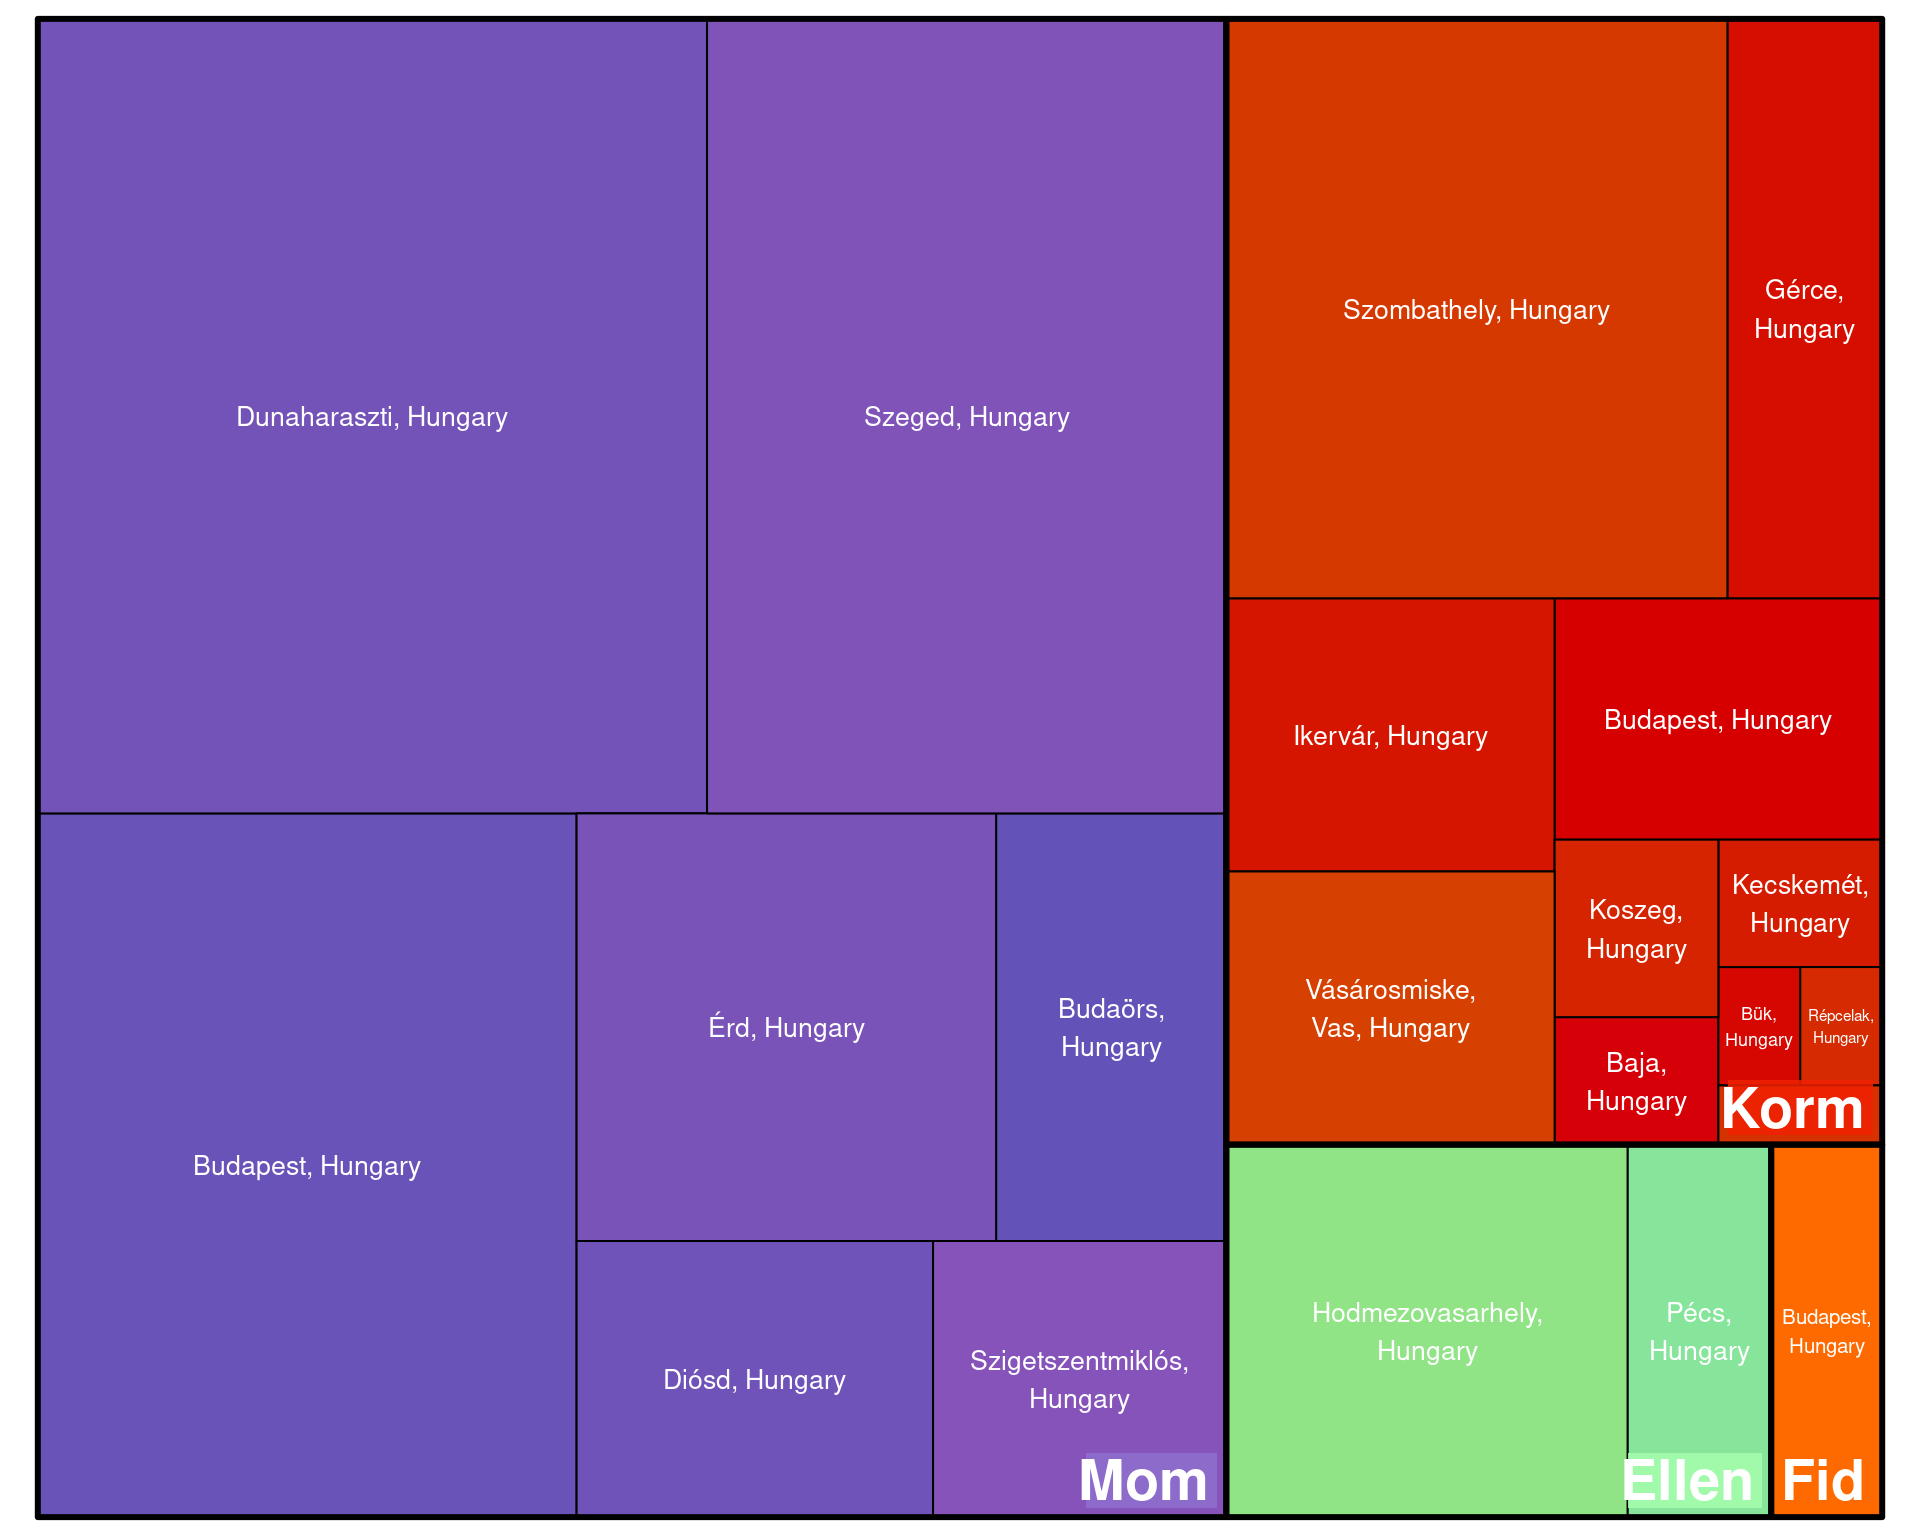 Dunaharaszti, Hungary
Szeged, Hungary
Budapest, Hungary
Érd, Hungary
Budaörs,
Hungary
Diósd, Hungary
Szigetszentmiklós,
Hungary
Mom
Szombathely, Hungary
Gérce,
Hungary
Ikervár, Hungary
Budapest, Hungary
Vásárosmiske,
Vas, Hungary
Koszeg,
Hungary
Kecskemét,
Hungary
Baja,
Hungary
Bük,
Hungary
Répcelak,
Hungary
Korm
Hodmezovasarhely,
Hungary
Pécs,
Hungary
Ellen
Budapest,
Hungary
Fid